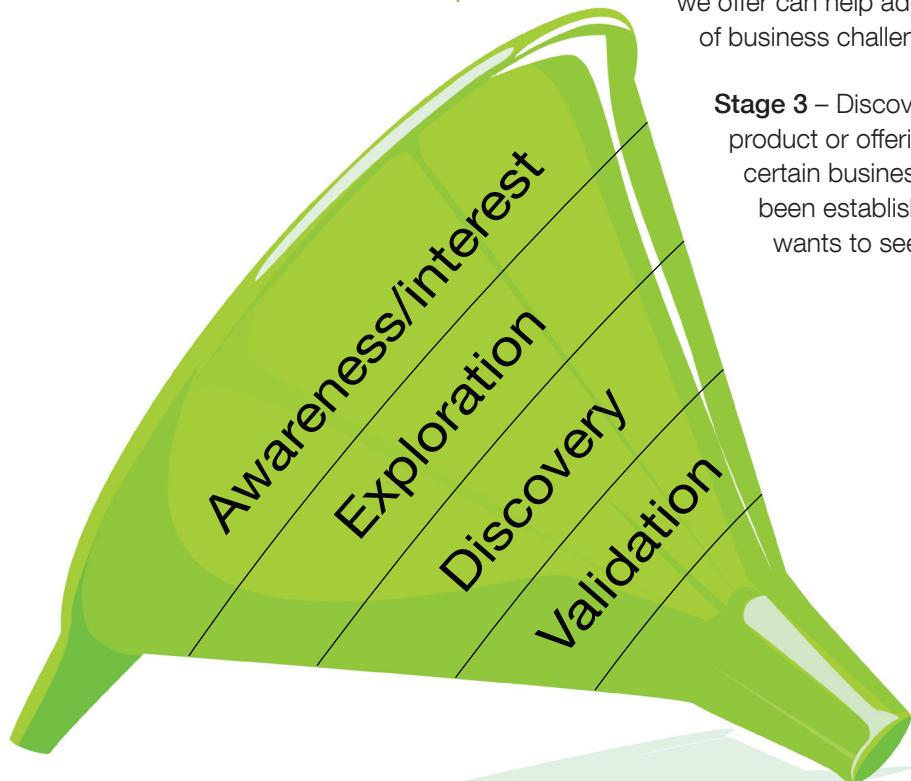 we offer can help
of business
Stage 3 – 
product or
certain
been
wants to see
Awareness/interest
Exploration
Discovery
Validation